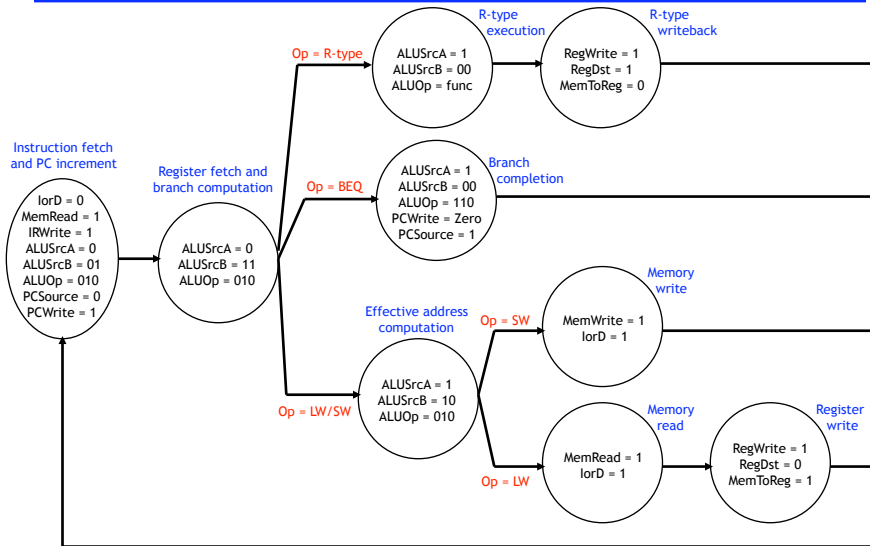 R-type
execution
R-type
writeback
Op = R-type
ALUSrcA = 1
ALUSrcB = 00
ALUOp = func
RegWrite = 1
RegDst = 1
MemToReg = 0
Instruction fetch
and PC increment
Register fetch and
branch computation
Branch
completion
Op = BEQ
ALUSrcA = 1
ALUSrcB = 00
ALUOp = 110
PCWrite = Zero
PCSource = 1
IorD = 0
MemRead = 1
IRWrite = 1
ALUSrcA = 0
ALUSrcB = 01
ALUOp = 010
PCSource = 0
PCWrite = 1
ALUSrcA = 0
ALUSrcB = 11
ALUOp = 010
Effective address
computation
Memory
write
Op = SW
MemWrite = 1
IorD = 1
Op = LW/SW
ALUSrcA = 1
ALUSrcB = 10
ALUOp = 010
Memory
read
Register
write
Op = LW
MemRead = 1
IorD = 1
RegWrite = 1
RegDst = 0
MemToReg = 1